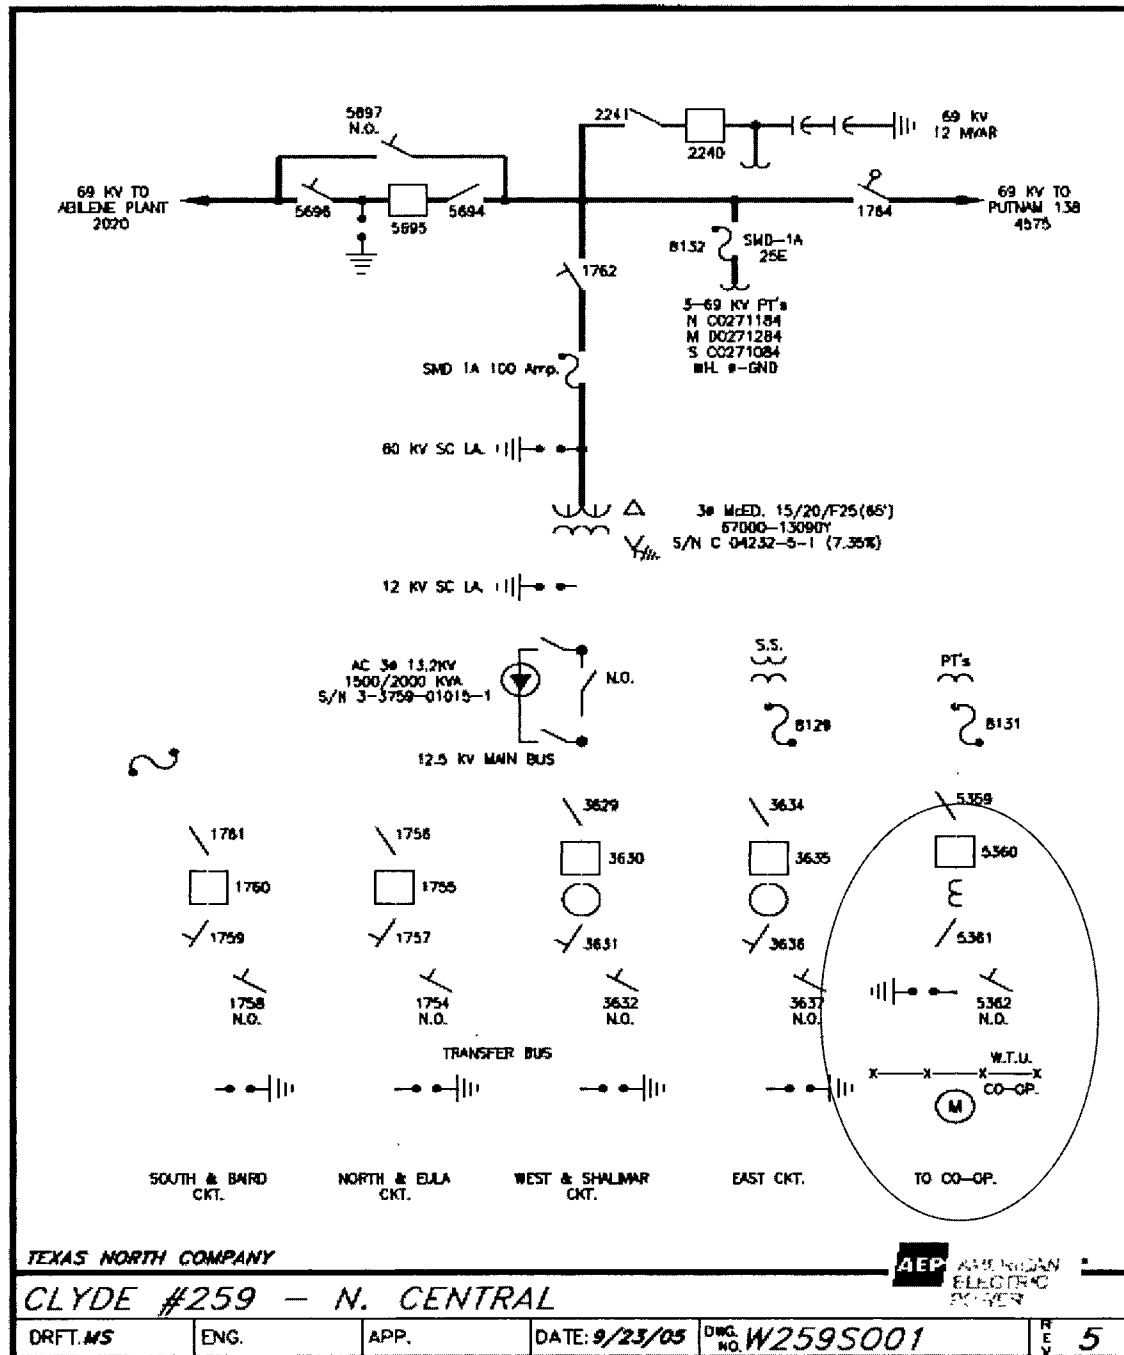 5897
N.O.
2241
2240
69 KV
12 MVAR
69 KV TO
ABILENE PLANT
2020
5696
5695
5694
1764
69 KV TO
PUTNAM 138
4575
8132
SMD-1A
25E
1762
3-69 KV PT's
N C0271184
M D0271284
S C0271084
SMD 1A 100 Amp.
60 KV SC LA.
3ø McED. 15/20/F25(65°)
67000-13090Y
S/N C 04232-5-1 (7.35%)
12 KV SC LA.
AC 3ø 13.2KV
1500/2000 KVA
S/N 3-3759-01015-1
N.O.
S.S.
PT's
8129
8131
12.5 KV MAIN BUS
1761
1756
3629
3634
5359
1760
1755
3630
3635
5360
1759
1757
3631
3636
5361
1758
N.O.
1754
N.O.
3632
N.O.
3637
N.O.
5362
N.O.
TRANSFER BUS
W.T.U.
X X X X
CO-OP.
M
SOUTH & BAIRD
CKT.
NORTH & EULA
CKT.
WEST & SHALIMAR
CKT.
EAST CKT.
TO CO-OP.
TEXAS NORTH COMPANY
AEP AMERICAN
ELECTRIC
POWER
CLYDE #259 - N. CENTRAL
DRFT. MS
ENG.
APP.
DATE: 9/23/05
DWG. NO. W259S001
REV 5